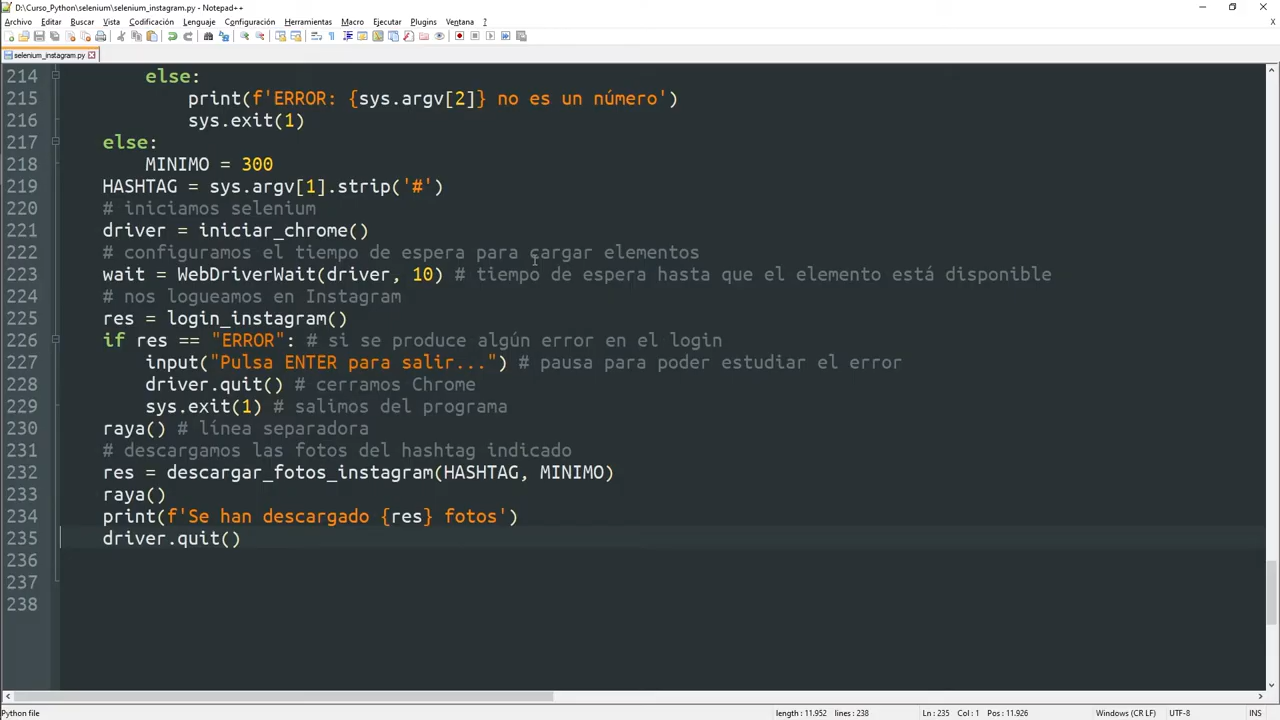 D:\Curso_Python\selenium\selenium_instagram.py - Notepad++
Archivo Editar Buscar Vista Codificación Lenguaje Configuración Herramientas Macro Ejecutar Plugins Ventana ?
selenium_instagram.py
214 else:
215 print(f'ERROR: {sys.argv[2]} no es un número')
216 sys.exit(1)
217 else:
218 MINIMO = 300
219 HASHTAG = sys.argv[1].strip('#')
220 # iniciamos selenium
221 driver = iniciar_chrome()
222 # configuramos el tiempo de espera para cargar elementos
223 wait = WebDriverWait(driver, 10) # tiempo de espera hasta que el elemento está disponible
224 # nos logueamos en Instagram
225 res = login_instagram()
226 if res == "ERROR": # si se produce algún error en el login
227 input("Pulsa ENTER para salir...") # pausa para poder estudiar el error
228 driver.quit() # cerramos Chrome
229 sys.exit(1) # salimos del programa
230 raya() # línea separadora
231 # descargamos las fotos del hashtag indicado
232 res = descargar_fotos_instagram(HASHTAG, MINIMO)
233 raya()
234 print(f'Se han descargado {res} fotos')
235 driver.quit()
236
237
238
Python file length : 11.952 lines : 238 Ln : 235 Col : 1 Pos : 11.926 Windows (CR LF) UTF-8 INS